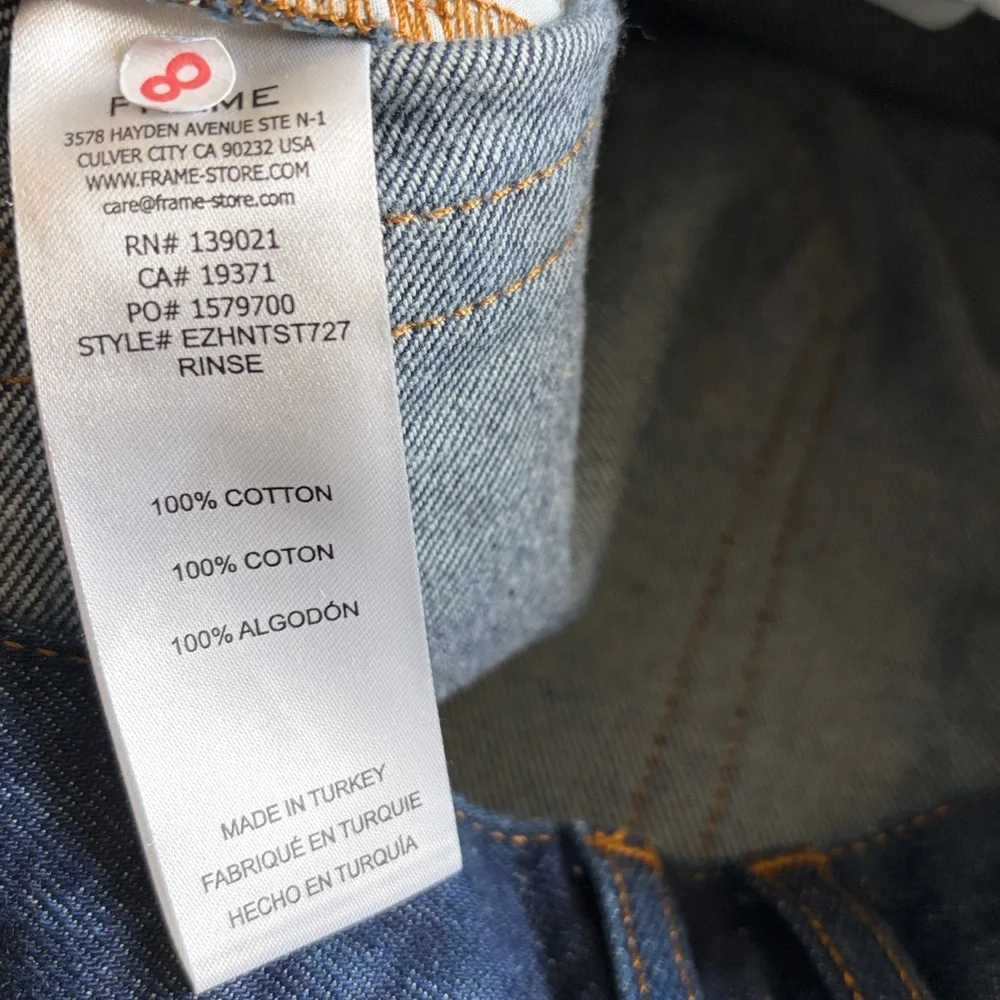 8
FRAME
3578 HAYDEN AVENUE STE N-1
CULVER CITY CA 90232 USA
WWW.FRAME-STORE.COM
care@frame-store.com
RN# 139021
CA# 19371
PO# 1579700
STYLE# EZHNTST727
RINSE
100% COTTON
100% COTON
100% ALGODÓN
MADE IN TURKEY
FABRIQUÉ EN TURQUIE
HECHO EN TURQUÍA